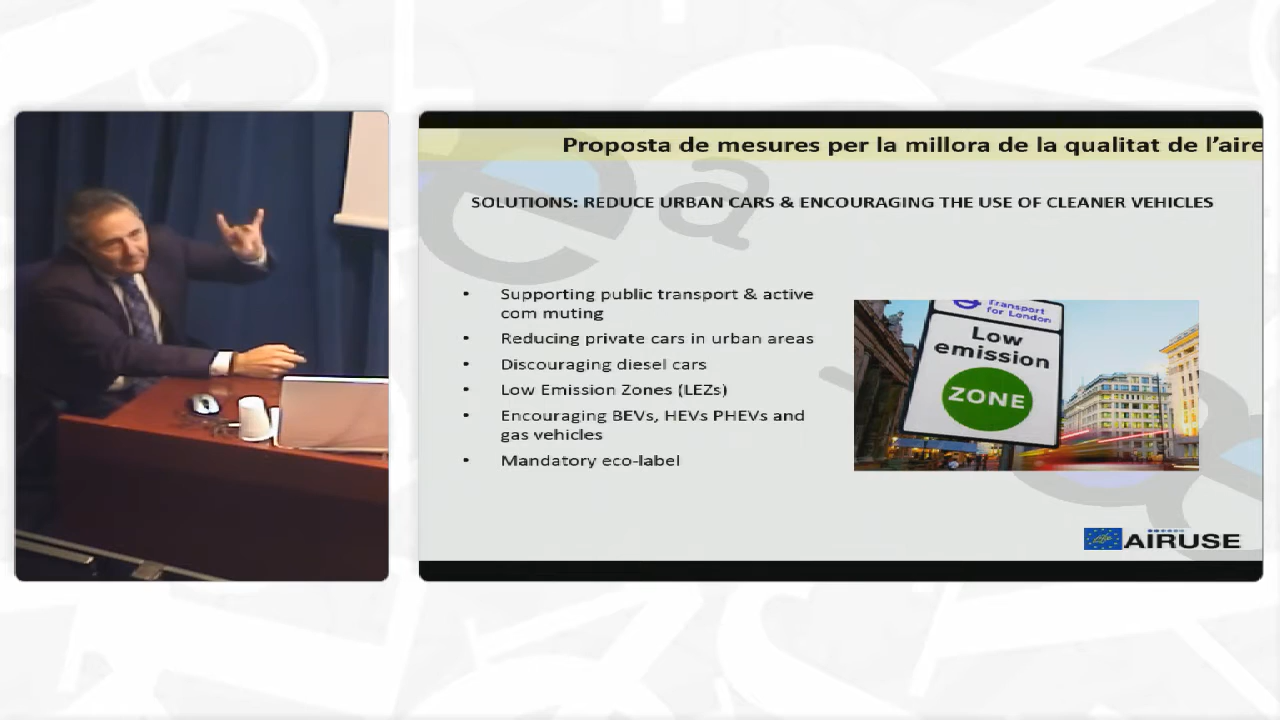 Proposta de mesures per la millora de la qualitat de l’aire
SOLUTIONS: REDUCE URBAN CARS & ENCOURAGING THE USE OF CLEANER VEHICLES
• Supporting public transport & active
com muting
• Reducing private cars in urban areas
• Discouraging diesel cars
• Low Emission Zones (LEZs)
• Encouraging BEVs, HEVs PHEVs and
gas vehicles
• Mandatory eco-label
Transport
for London
Low
emission
ZONE
Life
AIRUSE